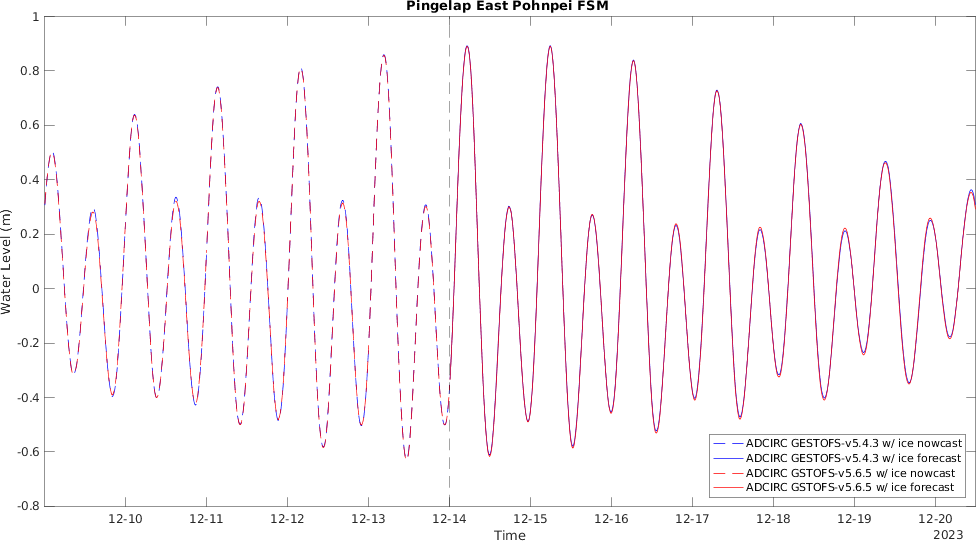 Pingelap East Pohnpei FSM
1
0.8
0.6
0.4
0.2
0
-0.2
-0.4
-0.6
-0.8
Water Level (m)
12-10 12-11 12-12 12-13 12-14 12-15 12-16 12-17 12-18 12-19 12-20
Time
2023
ADCIRC GESTOFS-v5.4.3 w/ ice nowcast
ADCIRC GESTOFS-v5.4.3 w/ ice forecast
ADCIRC GSTOFS-v5.6.5 w/ ice nowcast
ADCIRC GSTOFS-v5.6.5 w/ ice forecast